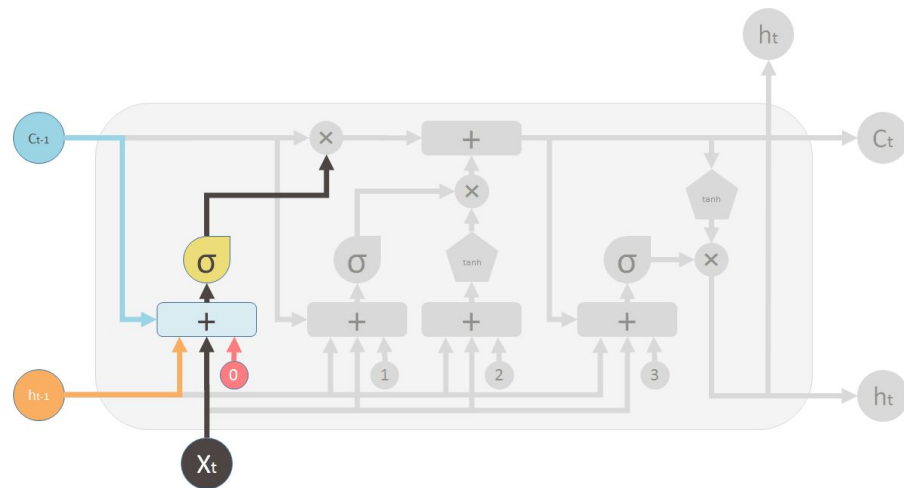 ht
Ct-1
×
+
Ct
×
tanh
σ
σ
tanh
σ
×
+
+
+
+
0
1
2
3
ht-1
ht
Xt